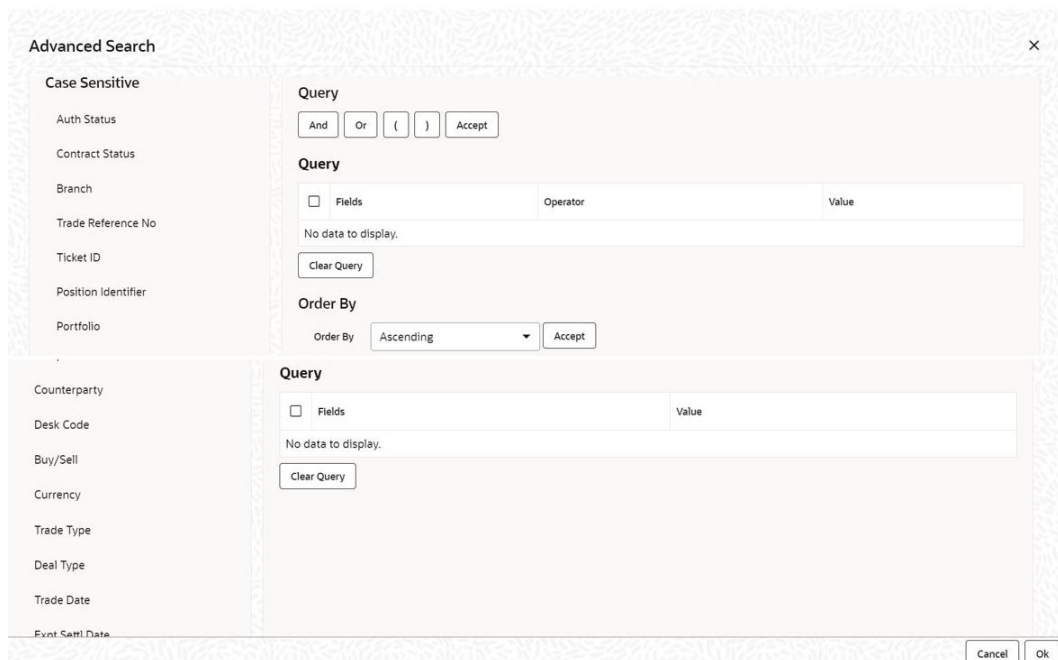 Advanced Search
Case Sensitive
Auth Status
Contract Status
Branch
Trade Reference No
Ticket ID
Position Identifier
Portfolio
Query
And Or ( ) Accept
Query
Fields Operator Value
No data to display.
Clear Query
Order By
Order By Ascending Accept
Counterparty
Desk Code
Buy/Sell
Currency
Trade Type
Deal Type
Trade Date
Expt Settl Date
Query
Fields Value
No data to display.
Clear Query
Cancel Ok